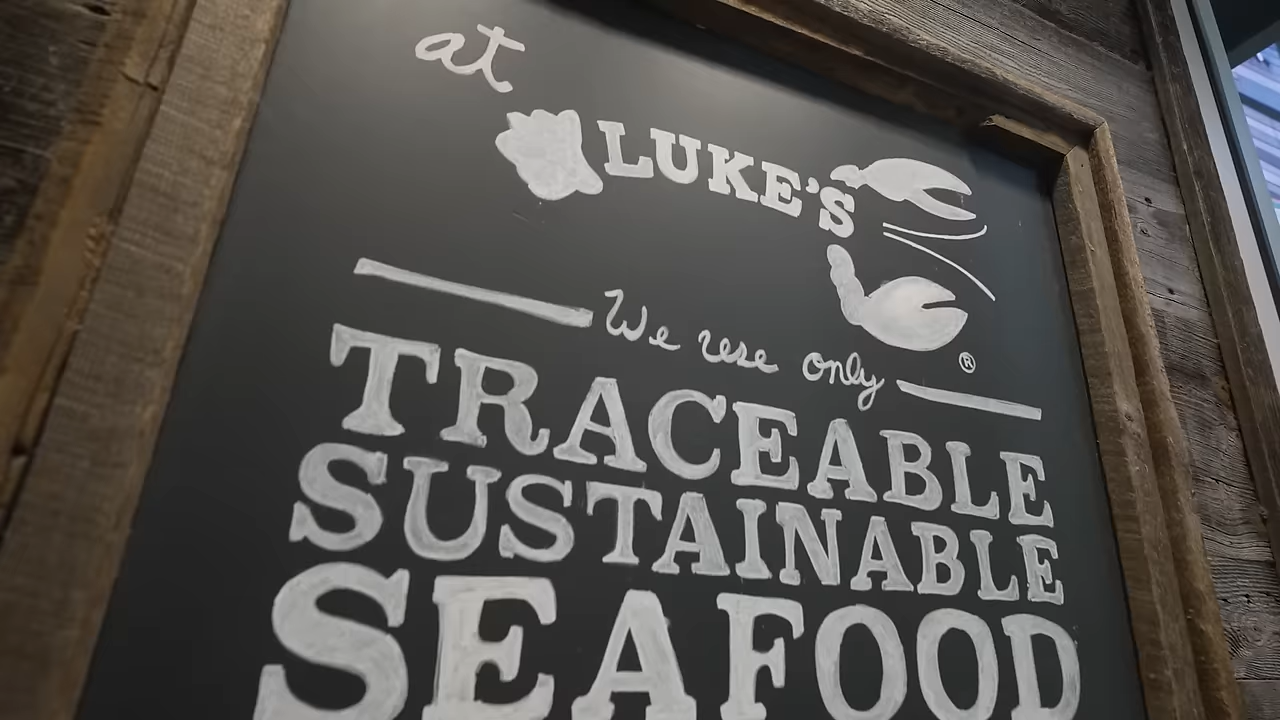 at
LUKE'S
®
We use only
TRACEABLE
SUSTAINABLE
SEAFOOD